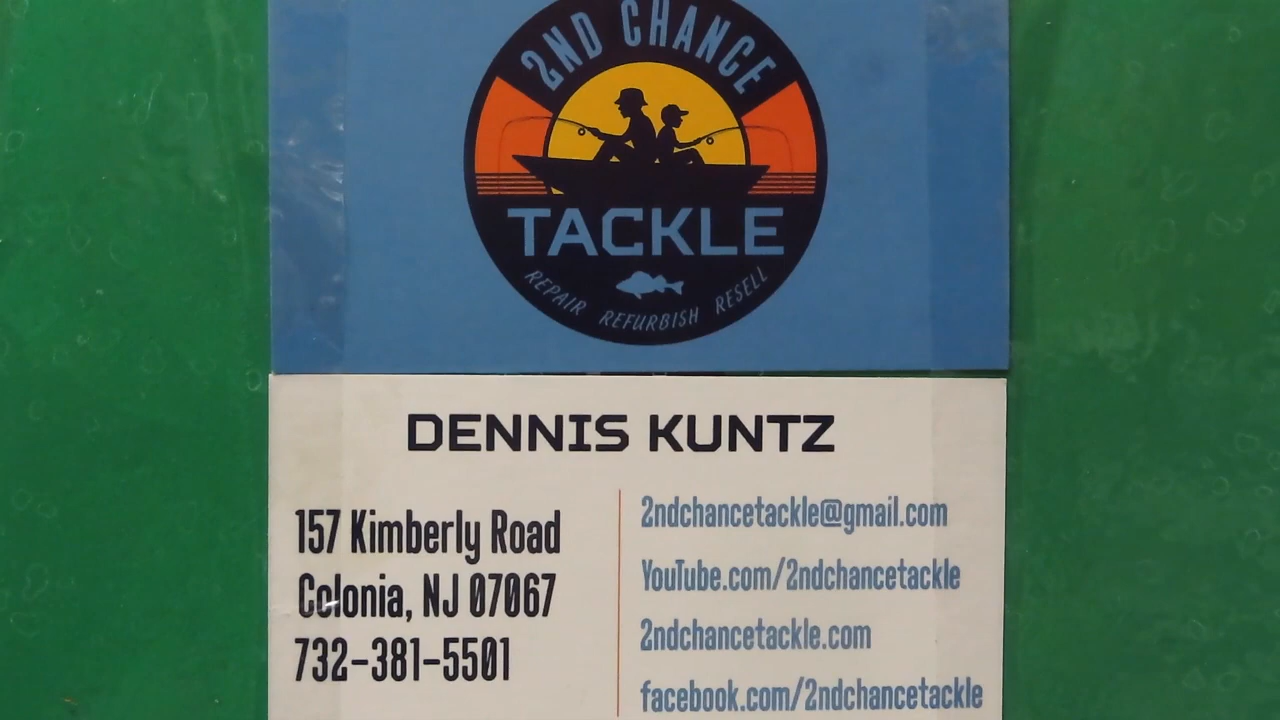 2ND CHANCE
TACKLE
REPAIR REFURBISH RESELL
DENNIS KUNTZ
157 Kimberly Road
Colonia, NJ 07067
732-381-5501
2ndchancetackle@gmail.com
YouTube.com/2ndchancetackle
2ndchancetackle.com
facebook.com/2ndchancetackle